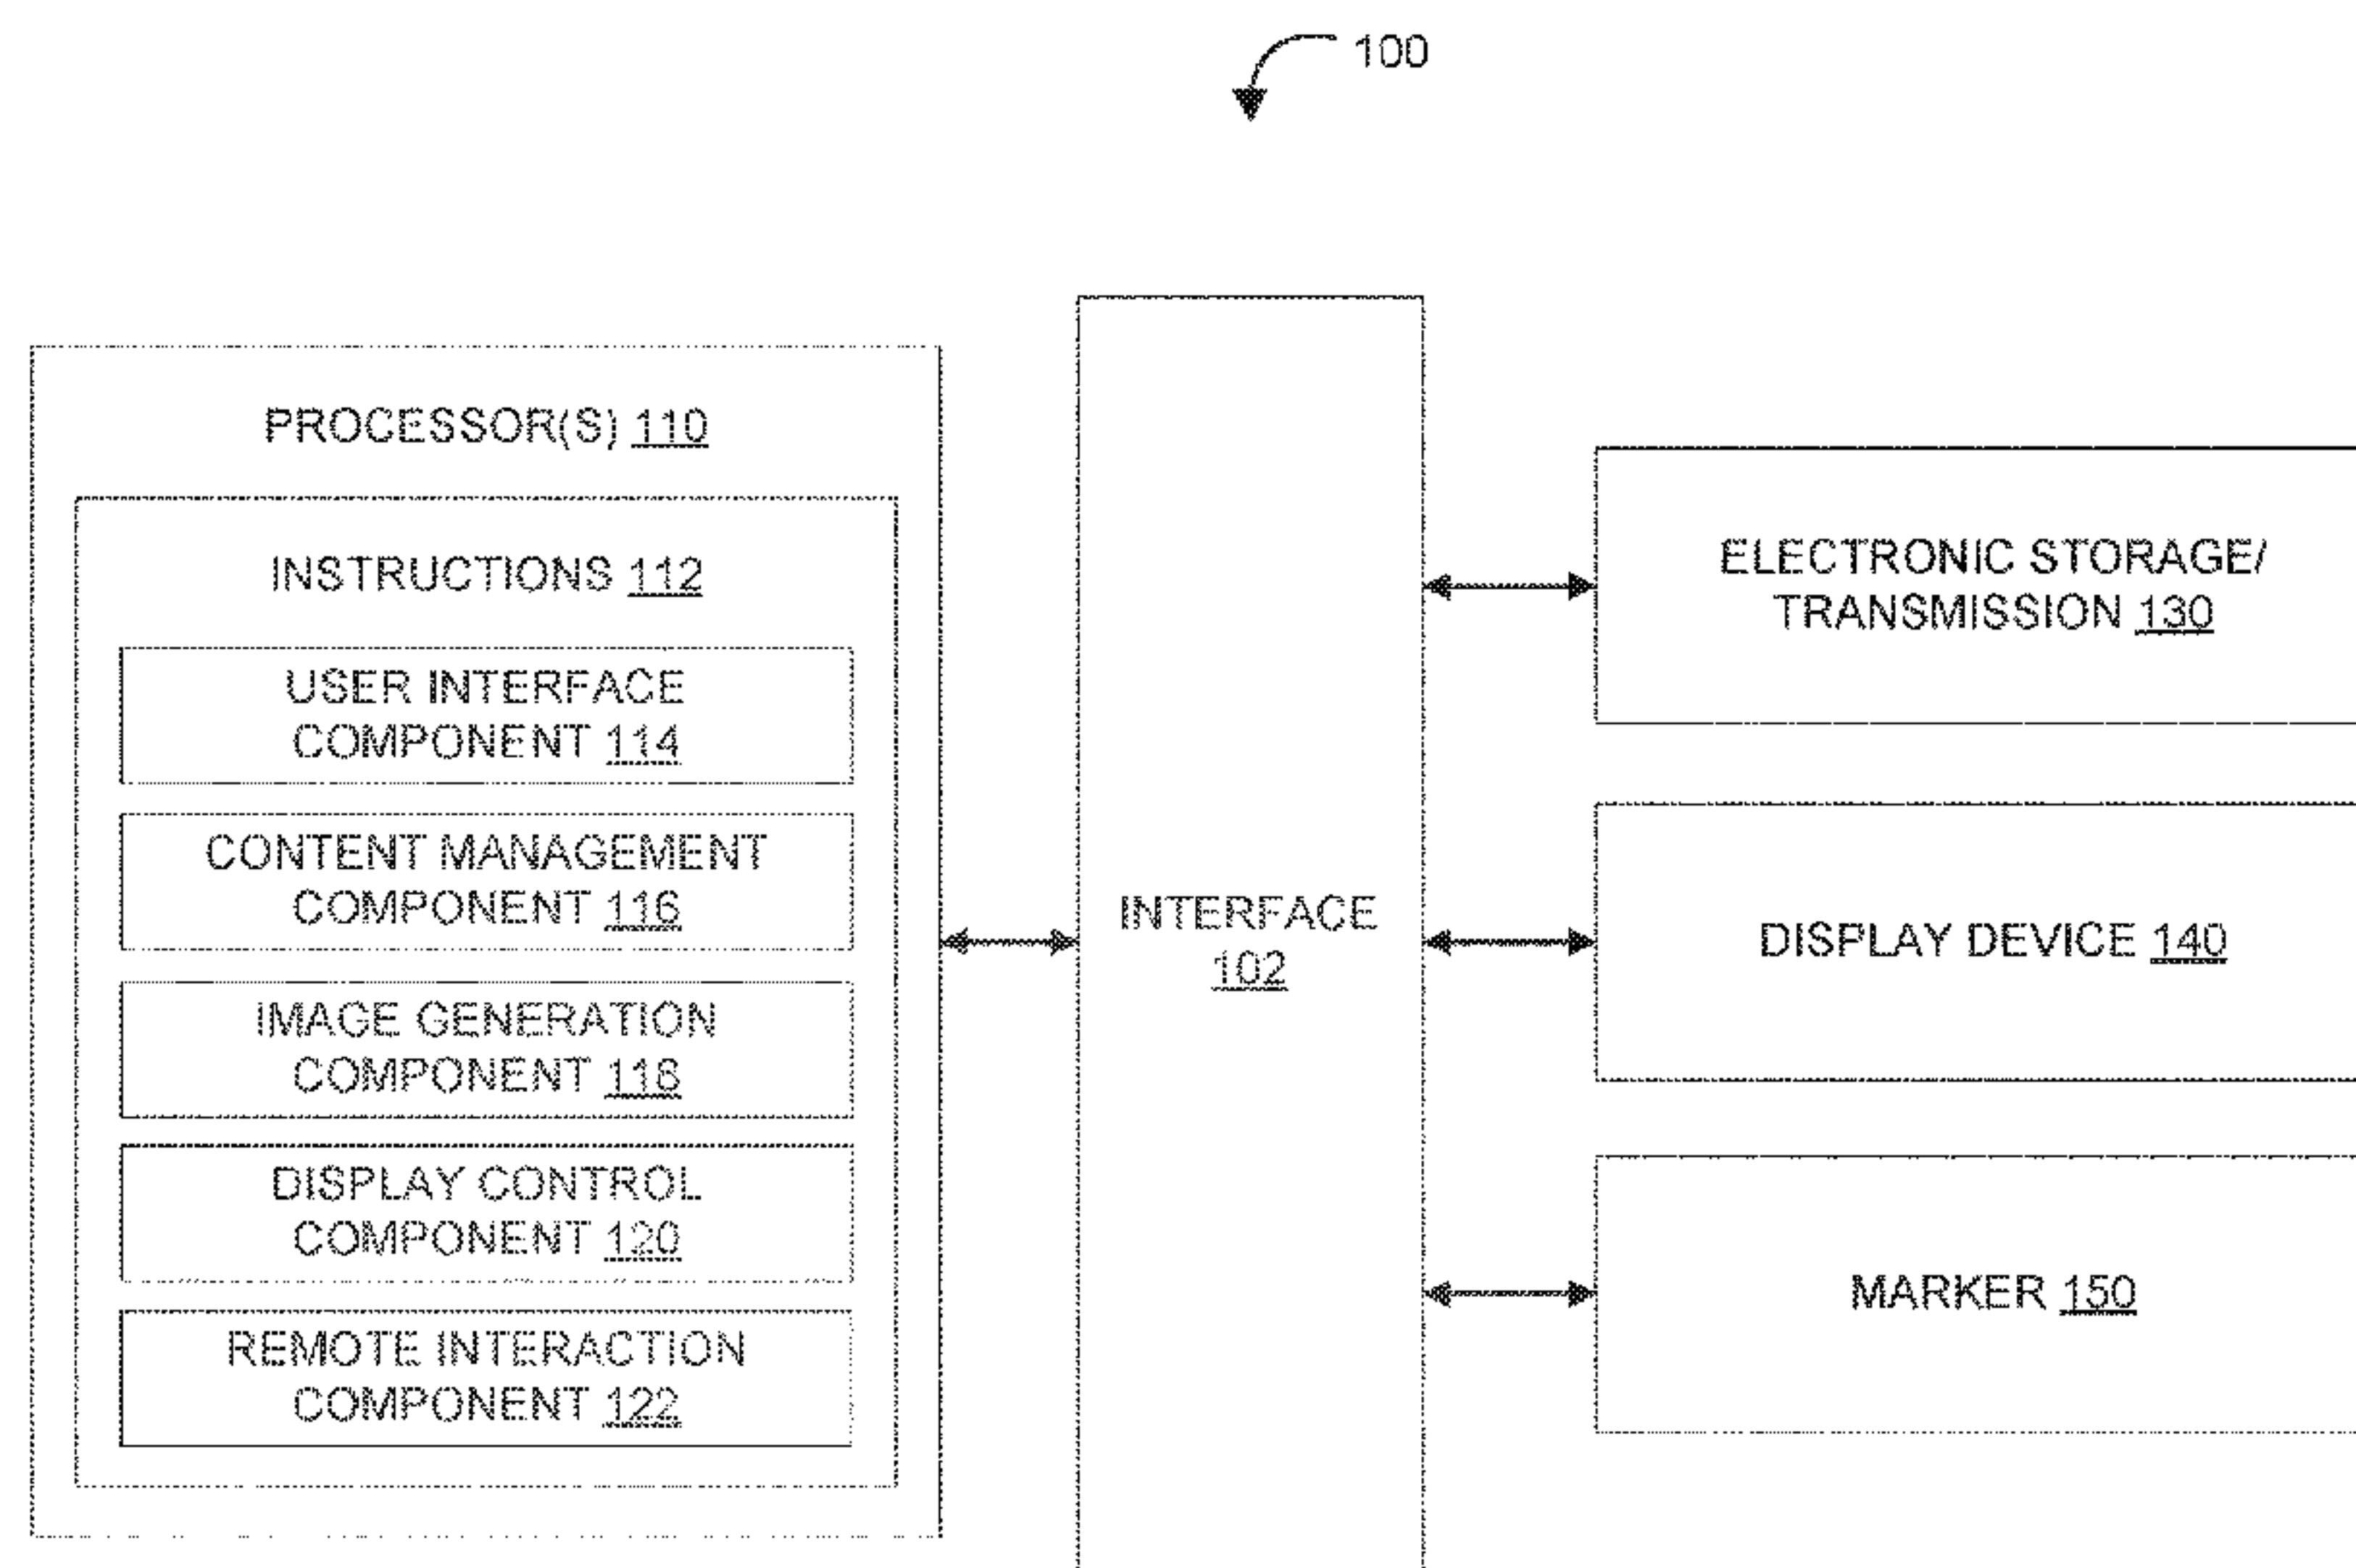 100
PROCESSOR(S) 110
INSTRUCTIONS 112
USER INTERFACE
COMPONENT 114
CONTENT MANAGEMENT
COMPONENT 116
IMAGE GENERATION
COMPONENT 118
DISPLAY CONTROL
COMPONENT 120
REMOTE INTERACTION
COMPONENT 122
INTERFACE
102
ELECTRONIC STORAGE/
TRANSMISSION 130
DISPLAY DEVICE 140
MARKER 150